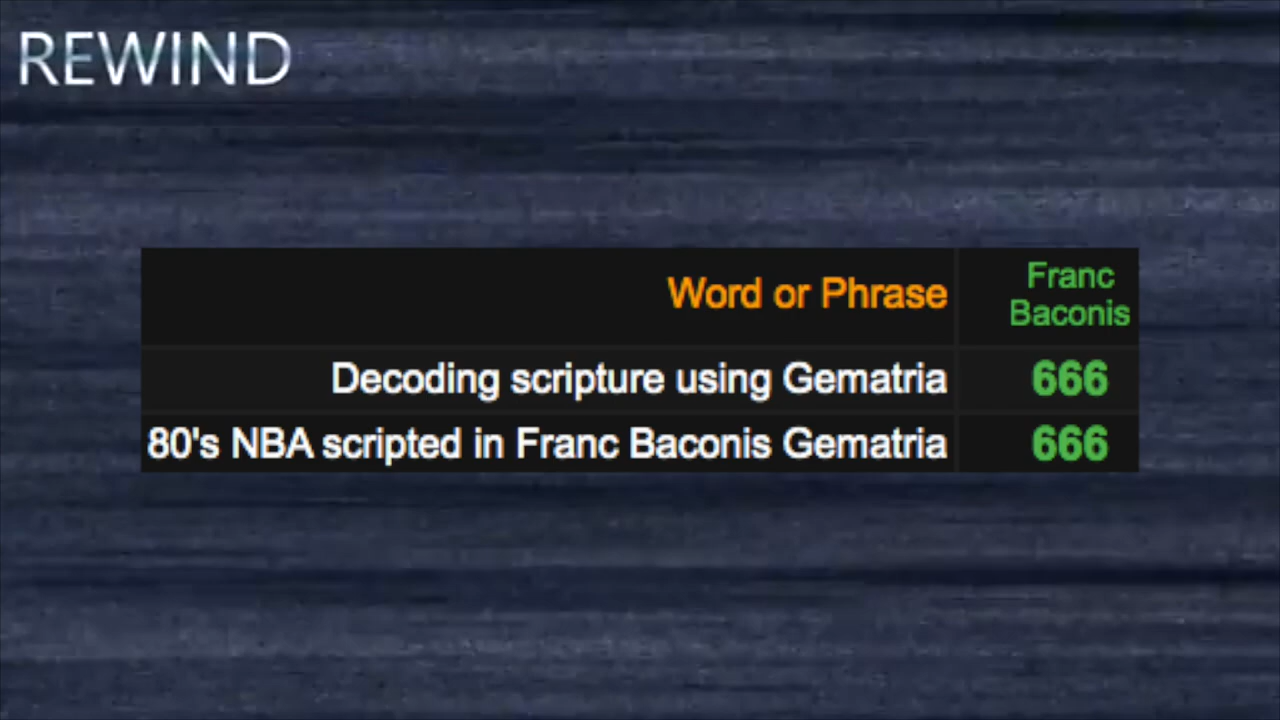 REWIND
Word or Phrase
Franc
Baconis
Decoding scripture using Gematria 666
80's NBA scripted in Franc Baconis Gematria 666